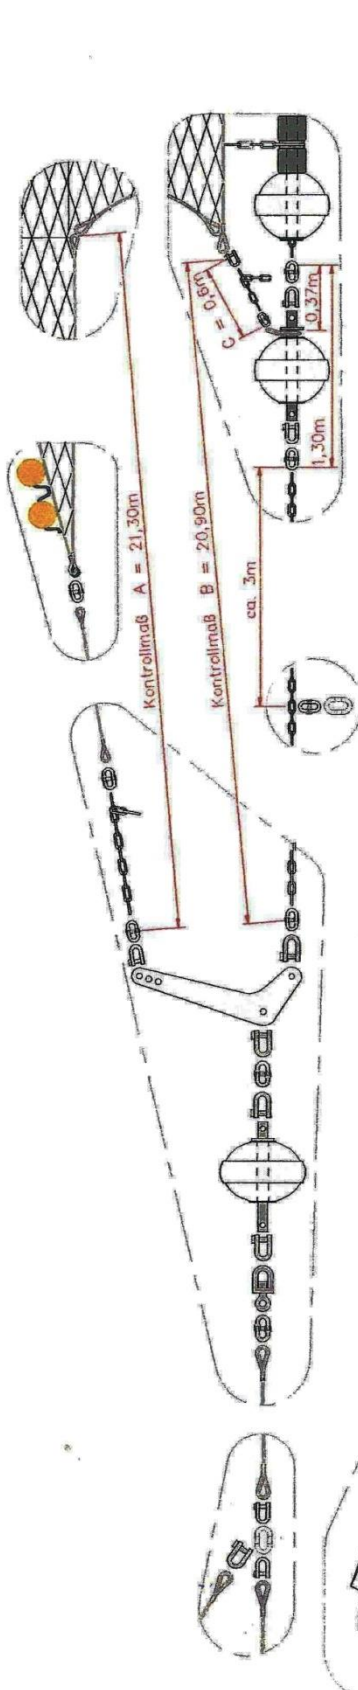 Kontrollmaß A = 21,30m
Kontrollmaß B = 20,90m
C = 0,6m
0,37m
1,30m
ca. 3m